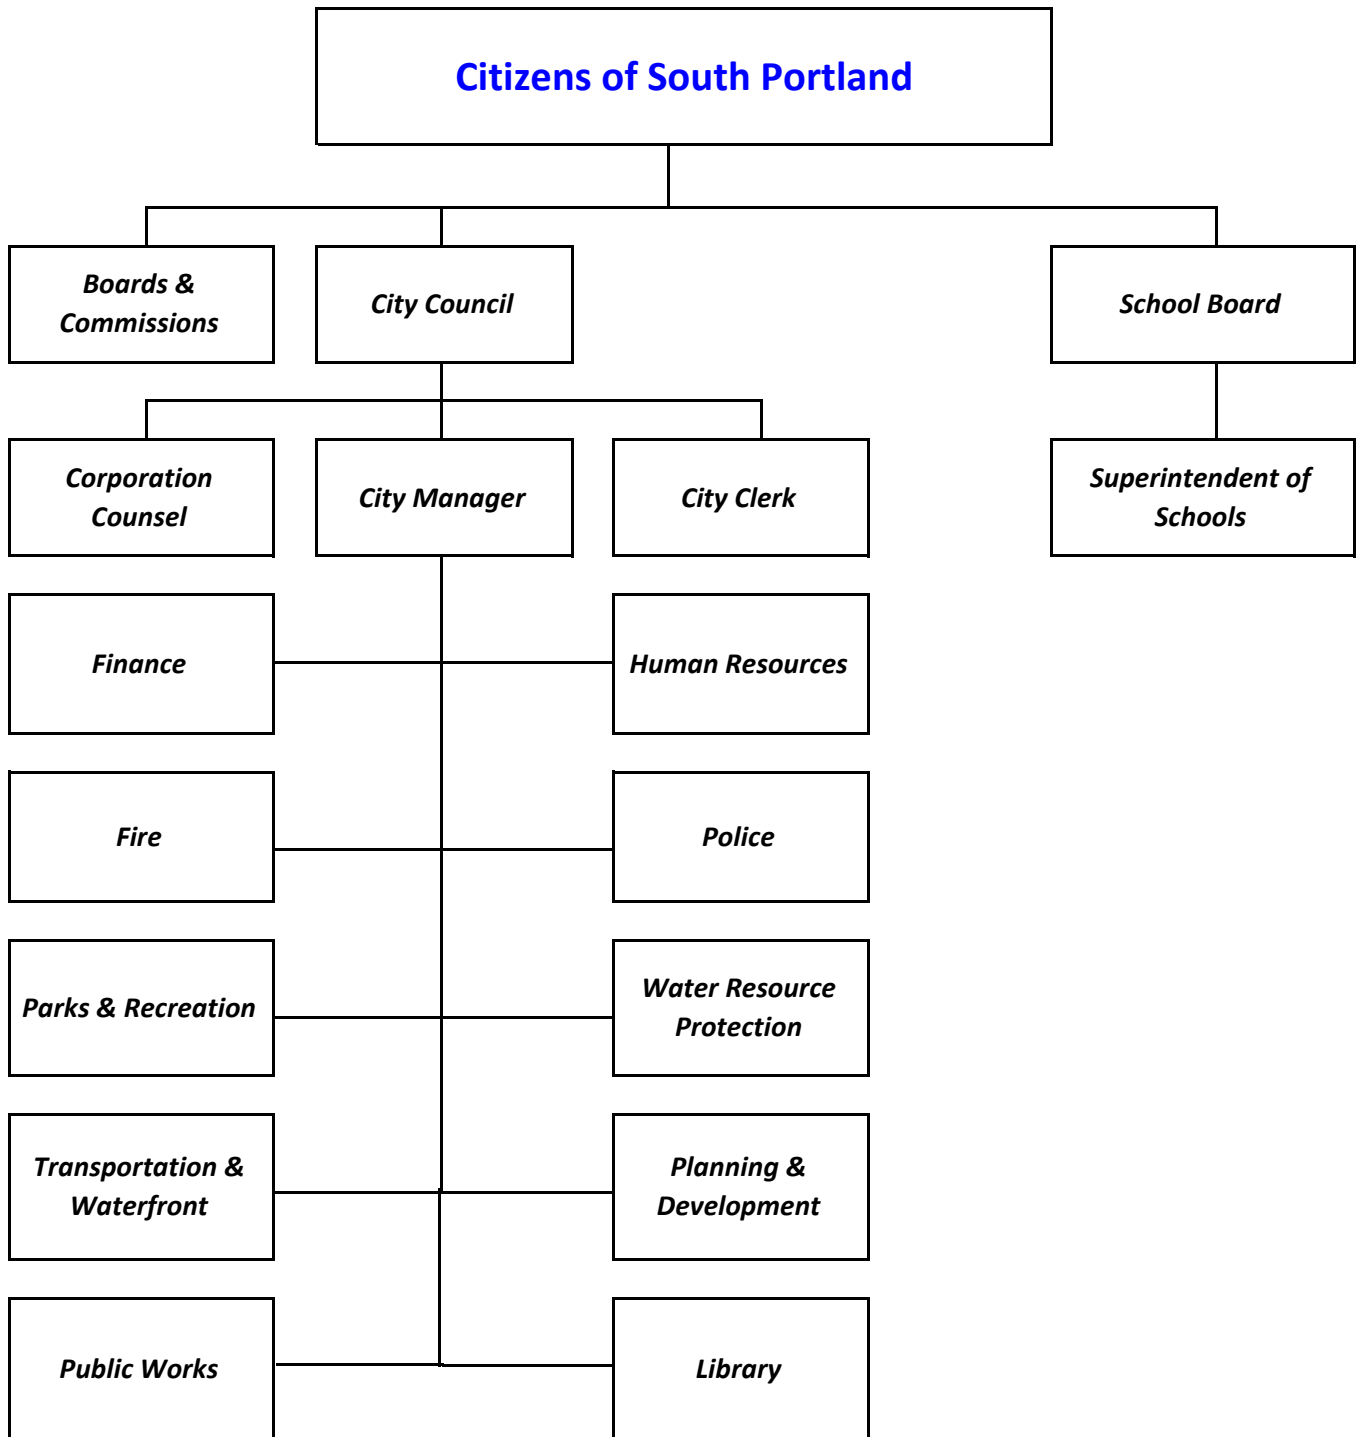 Citizens of South Portland
Boards &
Commissions
City Council
School Board
Corporation
Counsel
City Manager
City Clerk
Superintendent of
Schools
Finance
Human Resources
Fire
Police
Parks & Recreation
Water Resource
Protection
Transportation &
Waterfront
Planning &
Development
Public Works
Library